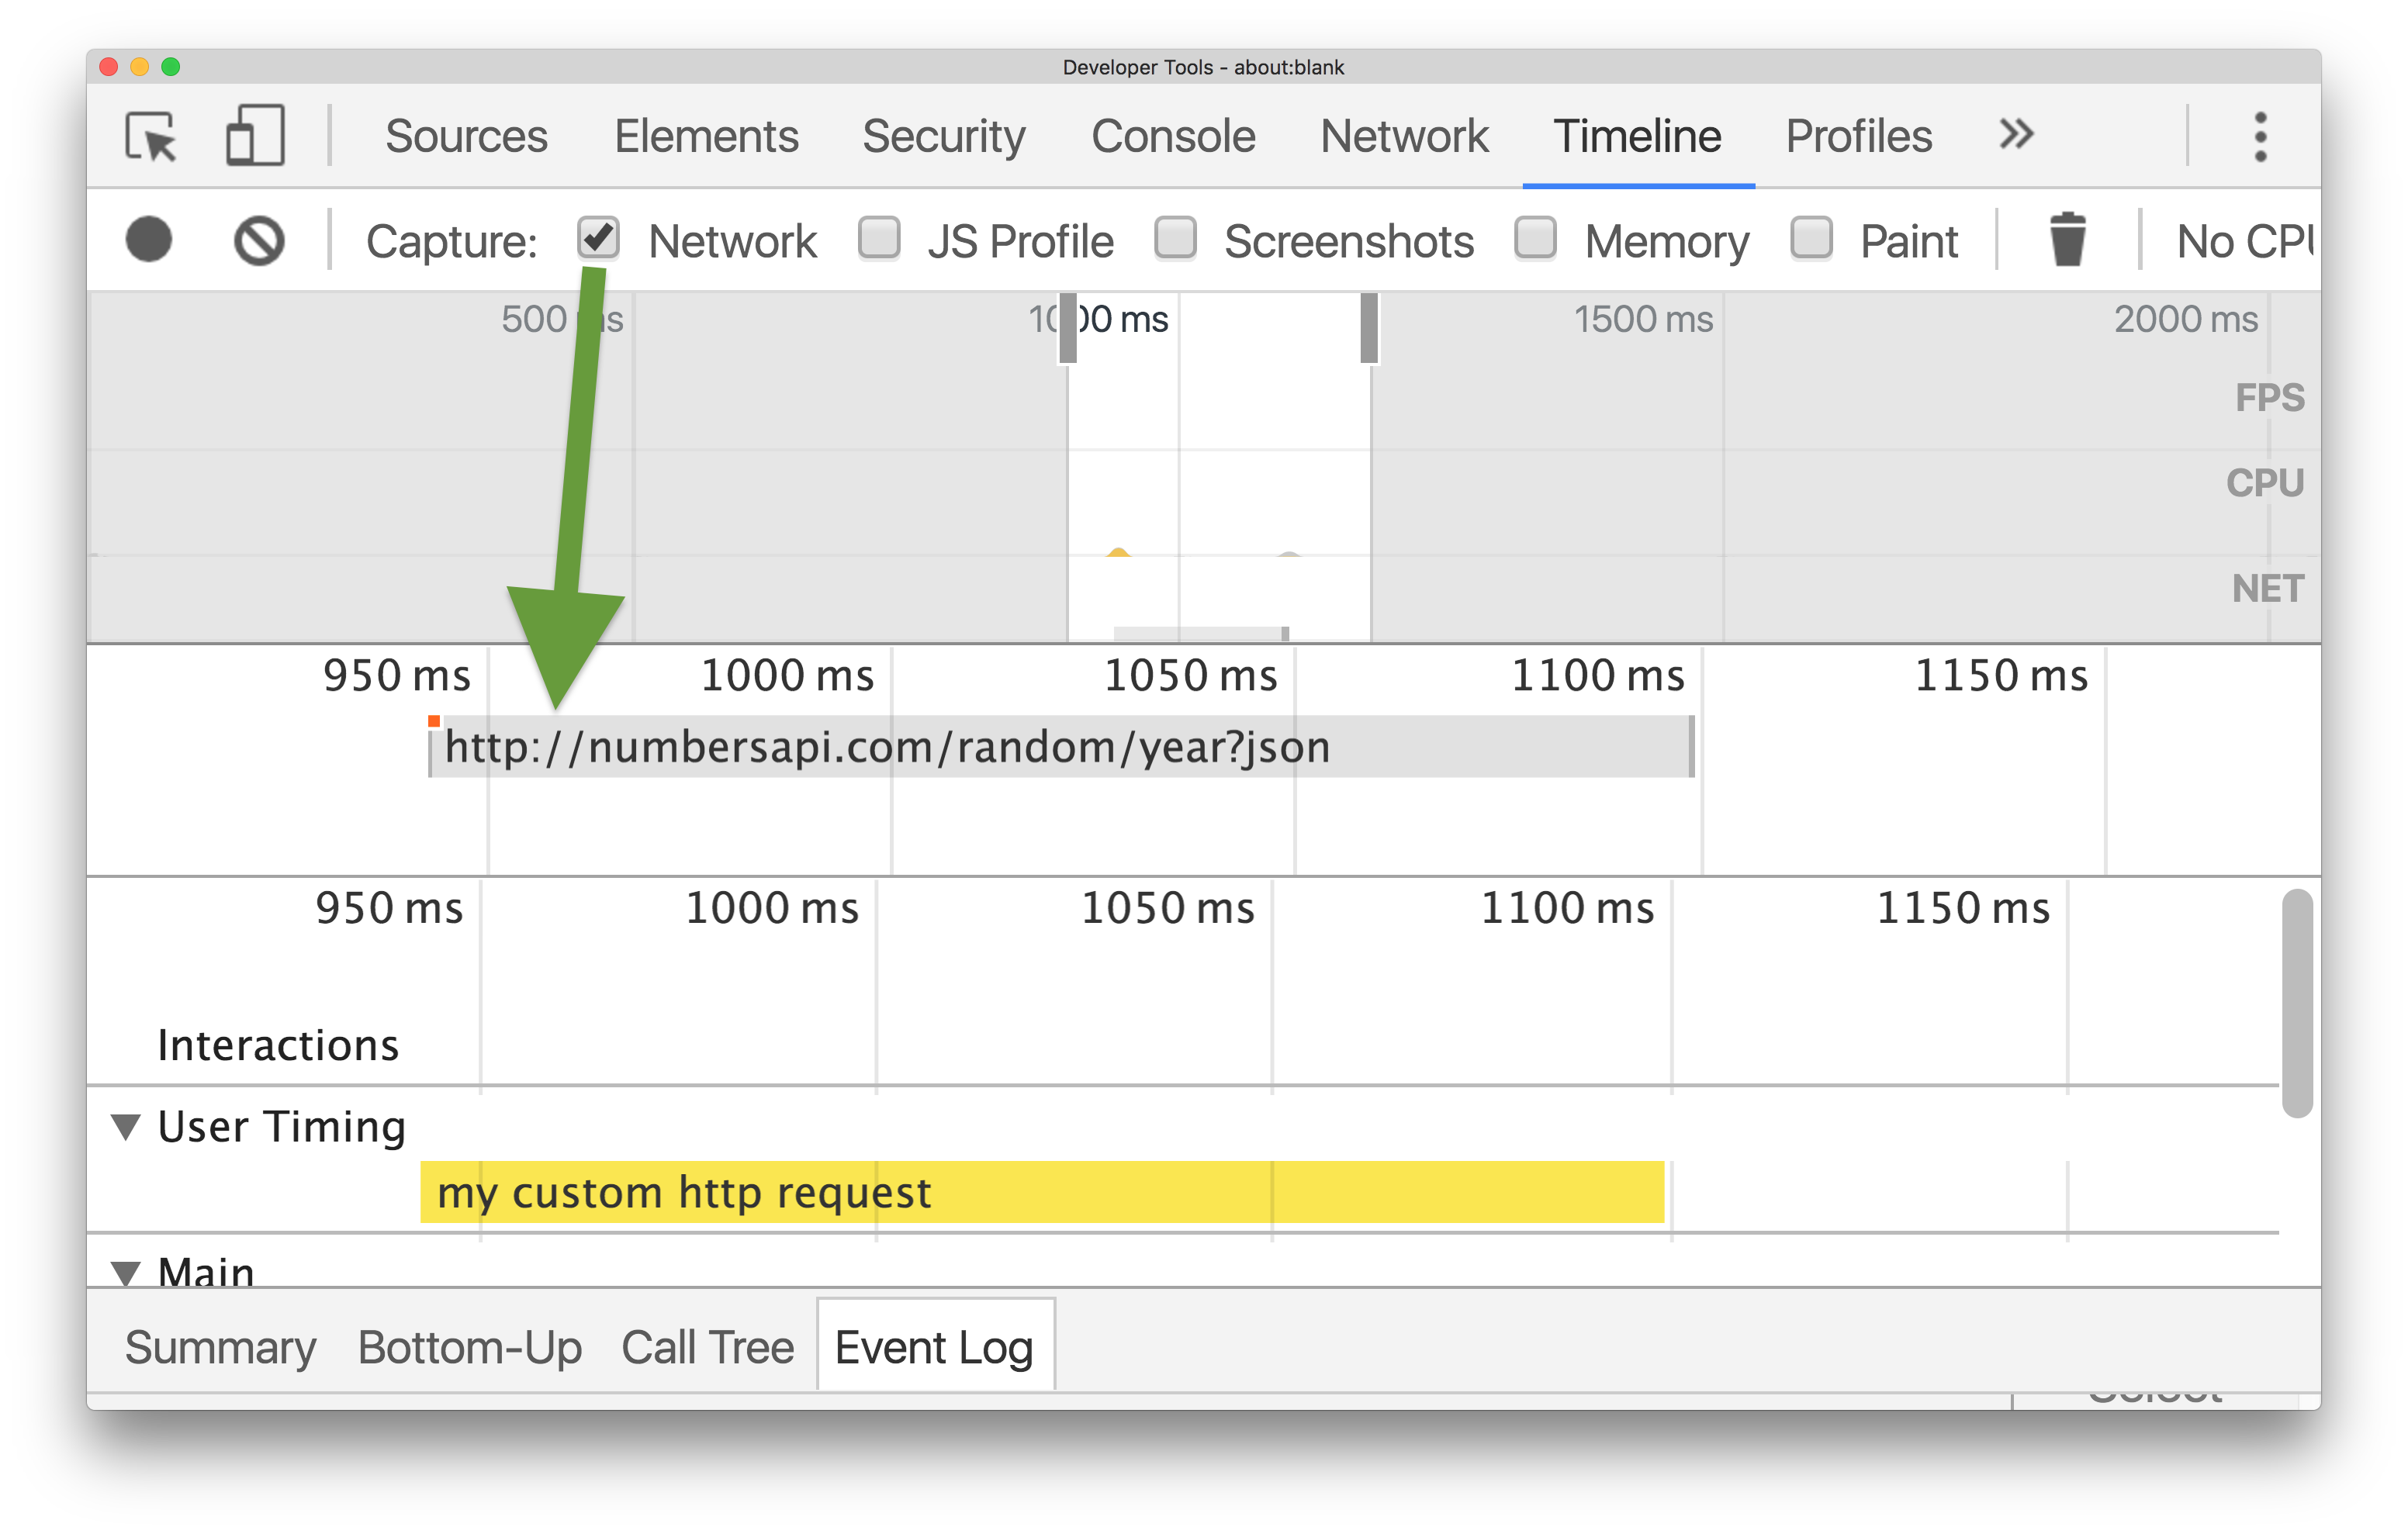 Developer Tools - about:blank
Sources Elements Security Console Network Timeline Profiles »
Capture: Network JS Profile Screenshots Memory Paint No CPU
500 ms 1000 ms 1500 ms 2000 ms
FPS
CPU
NET
950 ms 1000 ms 1050 ms 1100 ms 1150 ms
http://numbersapi.com/random/year?json
950 ms 1000 ms 1050 ms 1100 ms 1150 ms
Interactions
User Timing
my custom http request
Main
Summary Bottom-Up Call Tree Event Log
Select